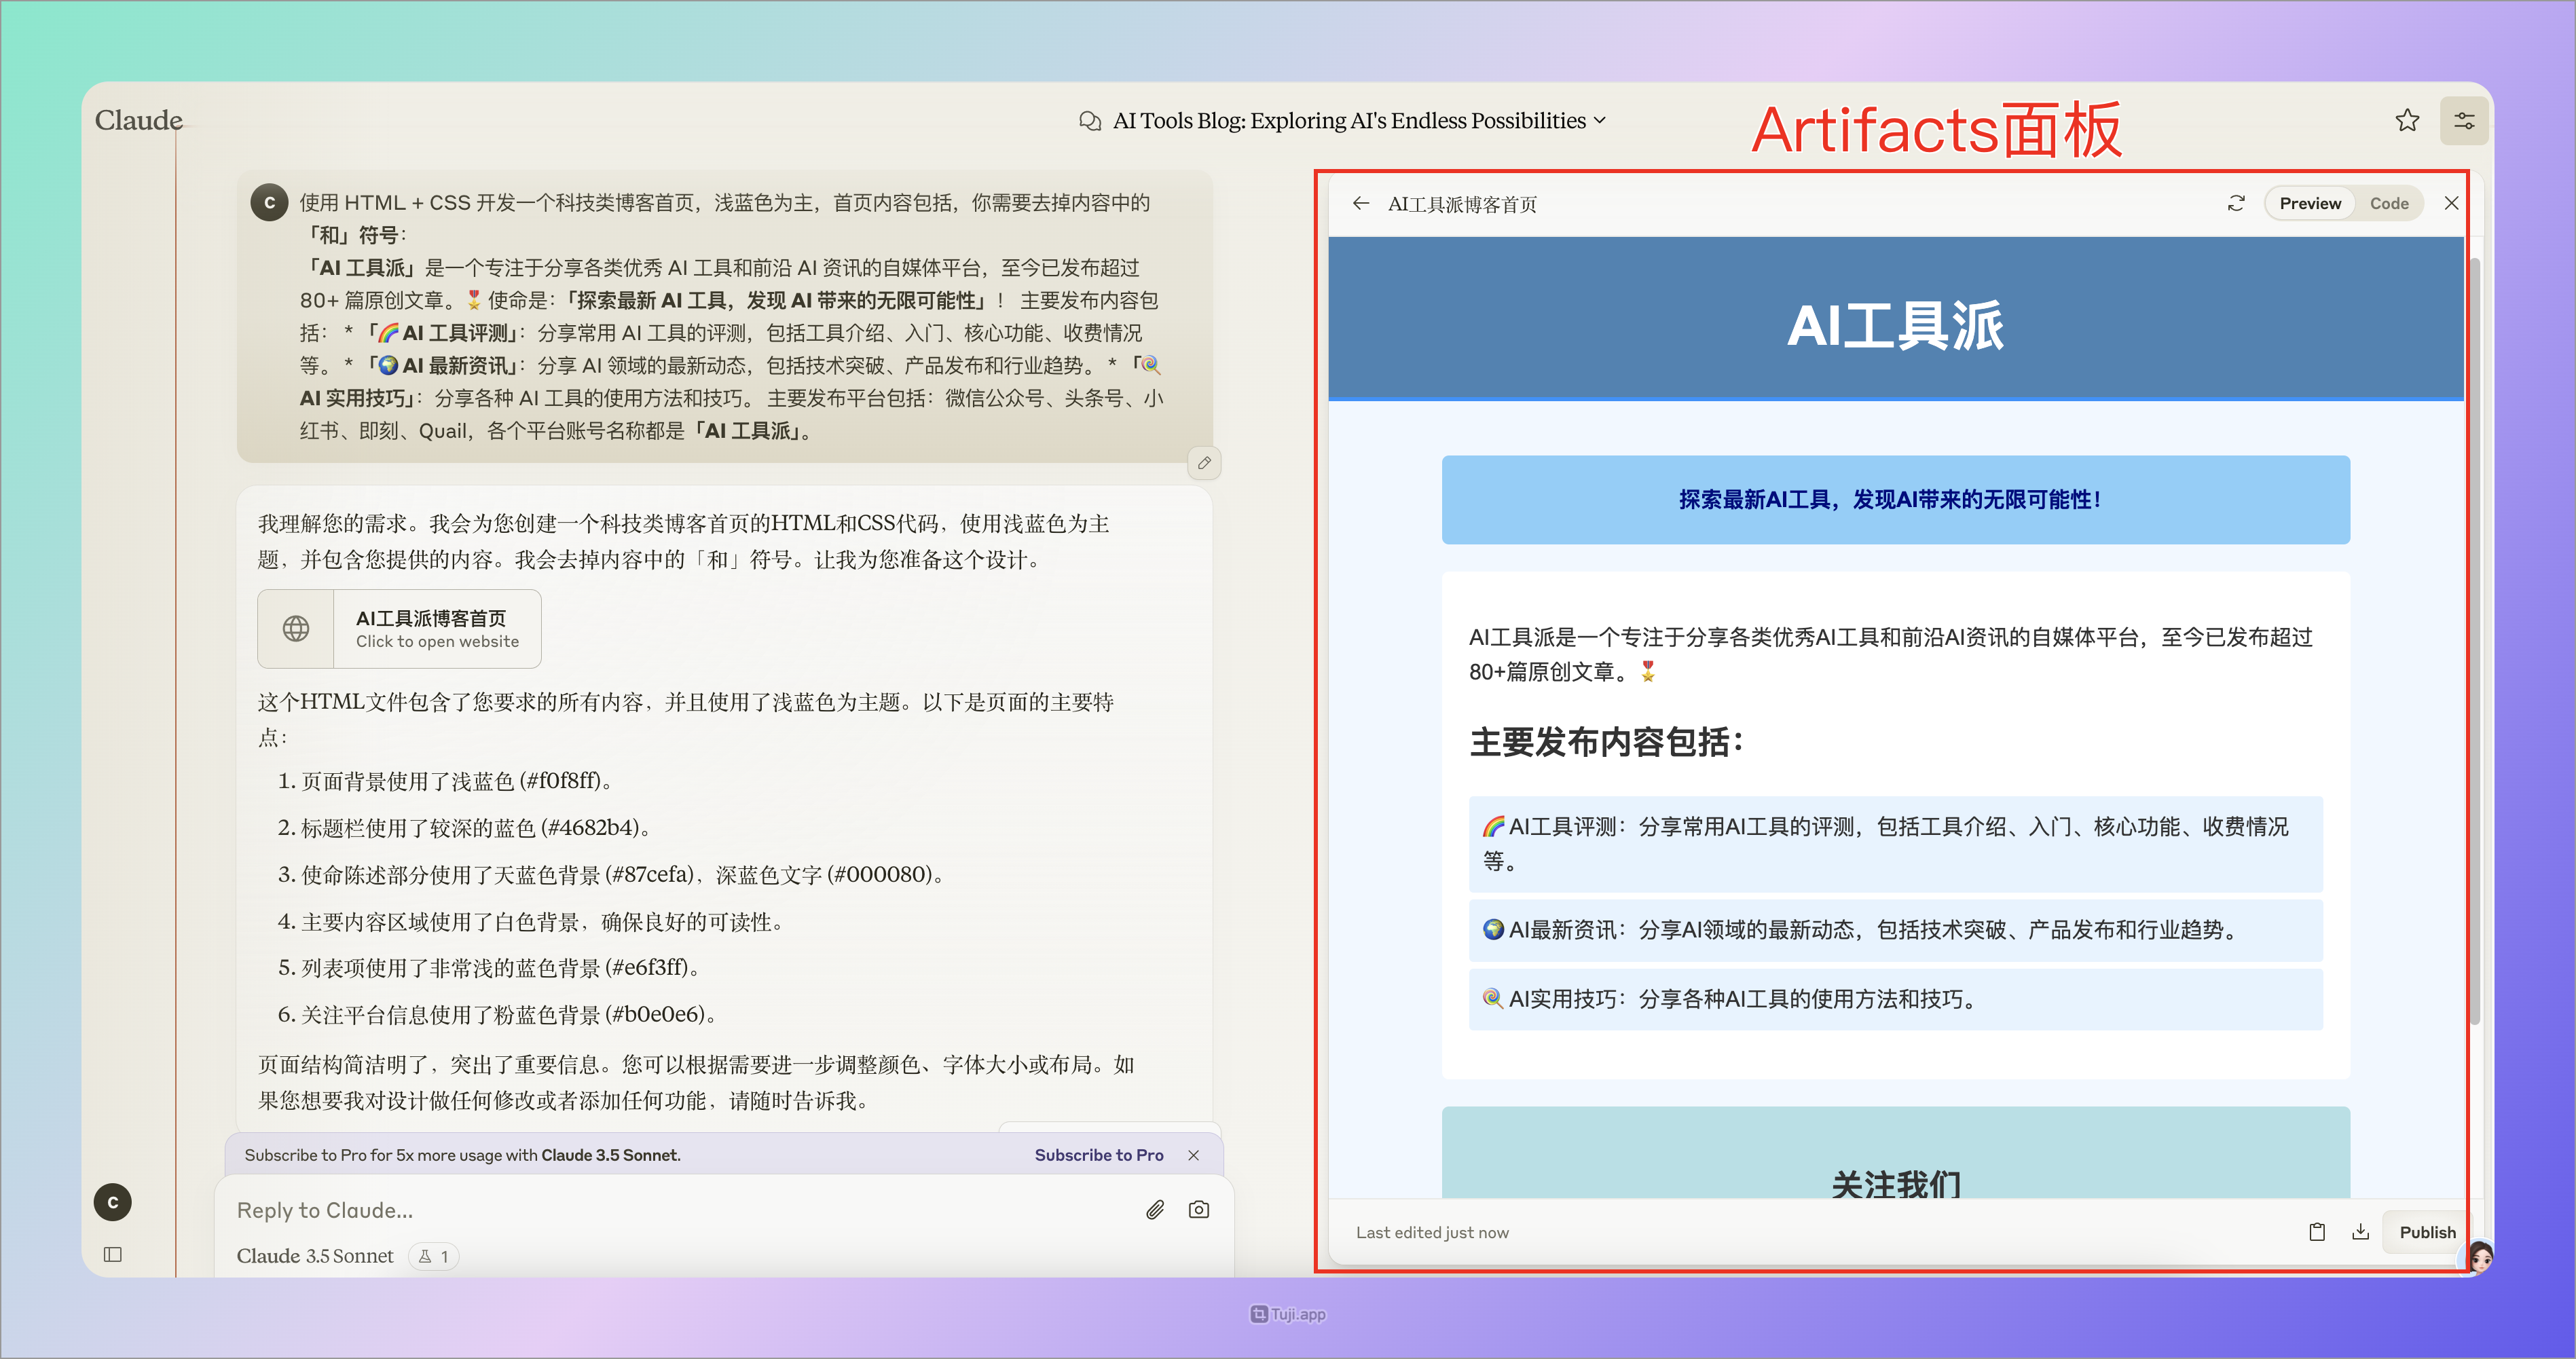 Claude
AI Tools Blog: Exploring AI's Endless Possibilities
Artifacts面板
C
使用 HTML + CSS 开发一个科技类博客首页，浅蓝色为主，首页内容包括，你需要去掉内容中的
「和」符号：
「AI 工具派」是一个专注于分享各类优秀 AI 工具和前沿 AI 资讯的自媒体平台，至今已发布超过
80+ 篇原创文章。🎖️ 使命是：「探索最新 AI 工具，发现 AI 带来的无限可能性」！ 主要发布内容包
括： * 「🌈 AI 工具评测」：分享常用 AI 工具的评测，包括工具介绍、入门、核心功能、收费情况
等。 * 「🌍 AI 最新资讯」：分享 AI 领域的最新动态，包括技术突破、产品发布和行业趋势。 * 「🍭
AI 实用技巧」：分享各种 AI 工具的使用方法和技巧。 主要发布平台包括：微信公众号、头条号、小
红书、即刻、Quail，各个平台账号名称都是「AI 工具派」。
我理解您的需求。我会为您创建一个科技类博客首页的HTML和CSS代码，使用浅蓝色为主
题，并包含您提供的内容。我会去掉内容中的「和」符号。让我为您准备这个设计。
AI工具派博客首页
Click to open website
这个HTML文件包含了您要求的所有内容，并且使用了浅蓝色为主题。以下是页面的主要特
点：
1. 页面背景使用了浅蓝色 (#f0f8ff)。
2. 标题栏使用了较深的蓝色 (#4682b4)。
3. 使命陈述部分使用了天蓝色背景 (#87cefa)，深蓝色文字 (#000080)。
4. 主要内容区域使用了白色背景，确保良好的可读性。
5. 列表项使用了非常浅的蓝色背景 (#e6f3ff)。
6. 关注平台信息使用了粉蓝色背景 (#b0e0e6)。
页面结构简洁明了，突出了重要信息。您可以根据需要进一步调整颜色、字体大小或布局。如
果您想要我对设计做任何修改或者添加任何功能，请随时告诉我。
Subscribe to Pro for 5x more usage with Claude 3.5 Sonnet.
Subscribe to Pro
Reply to Claude...
Claude 3.5 Sonnet
1
C
AI工具派博客首页
Preview
Code
AI工具派
探索最新AI工具，发现AI带来的无限可能性！
AI工具派是一个专注于分享各类优秀AI工具和前沿AI资讯的自媒体平台，至今已发布超过
80+篇原创文章。🎖️
主要发布内容包括：
🌈 AI工具评测：分享常用AI工具的评测，包括工具介绍、入门、核心功能、收费情况
等。
🌍 AI最新资讯：分享AI领域的最新动态，包括技术突破、产品发布和行业趋势。
🍭 AI实用技巧：分享各种AI工具的使用方法和技巧。
关注我们
Last edited just now
Publish
Tuji.app